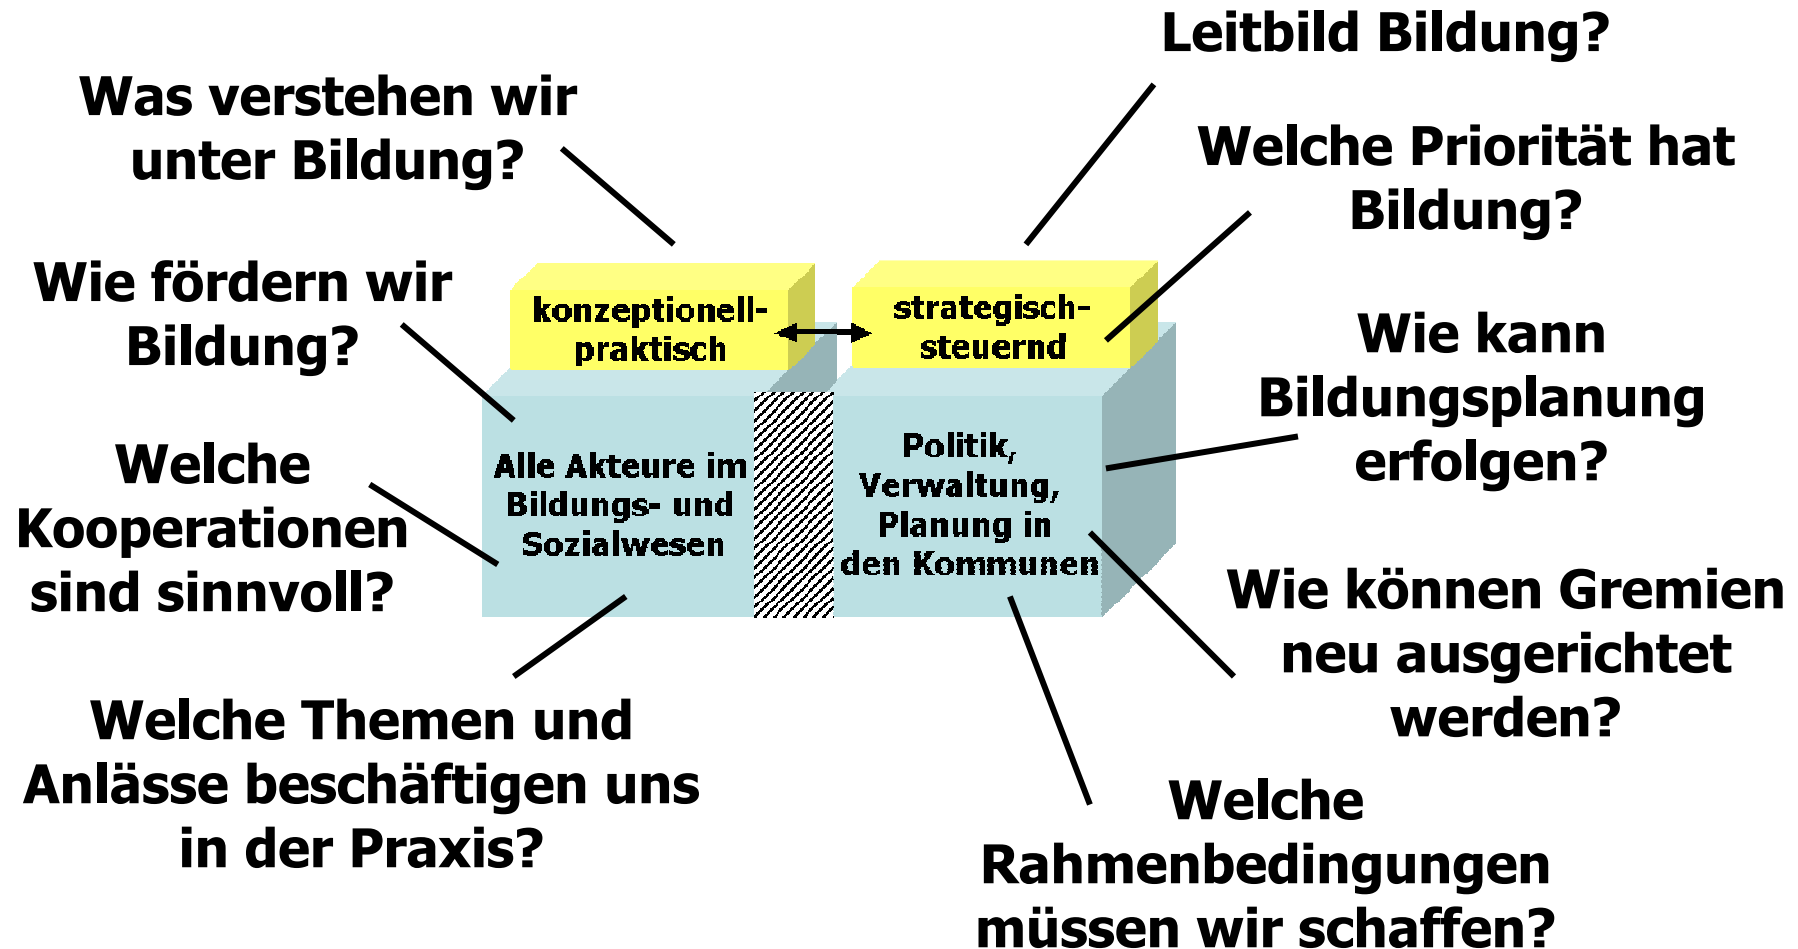 Leitbild Bildung?
Was verstehen wir
unter Bildung?
Welche Priorität hat
Bildung?
Wie fördern wir
Bildung?
konzeptionell-
praktisch
strategisch-
steuernd
Wie kann
Bildungsplanung
erfolgen?
Welche
Kooperationen
sind sinnvoll?
Alle Akteure im
Bildungs- und
Sozialwesen
Politik,
Verwaltung,
Planung in
den Kommunen
Wie können Gremien
neu ausgerichtet
werden?
Welche Themen und
Anlässe beschäftigen uns
in der Praxis?
Welche
Rahmenbedingungen
müssen wir schaffen?